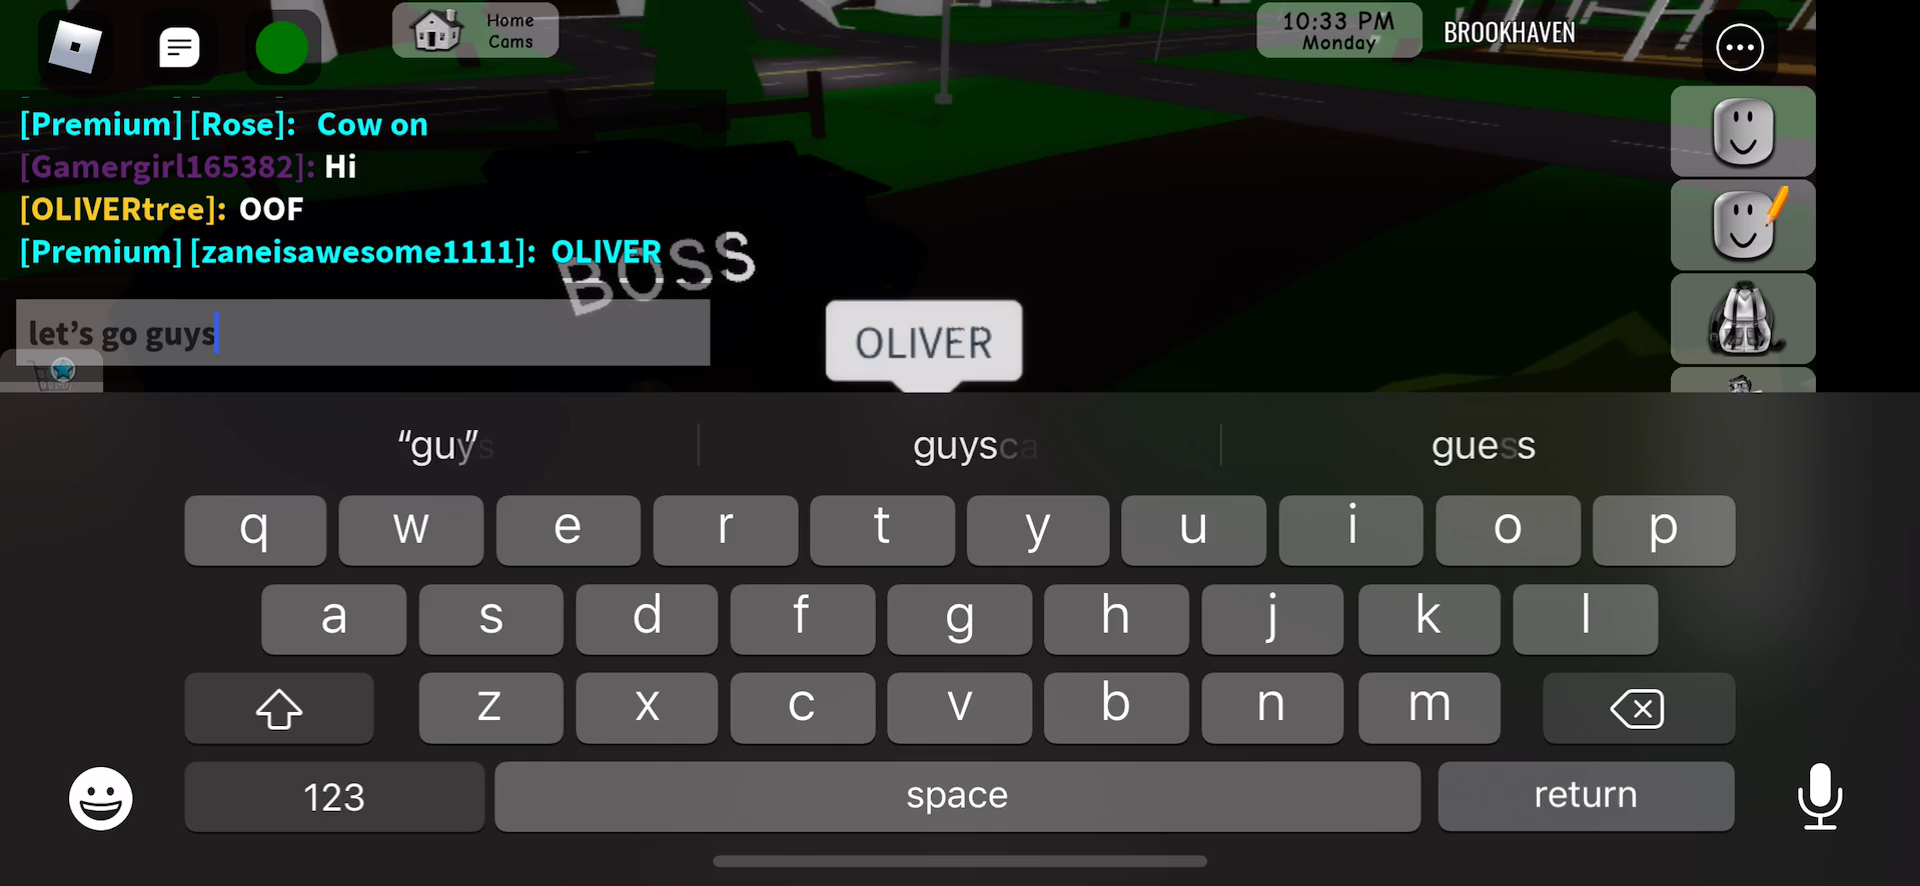 Home
Cams
10:33 PM
Monday
BROOKHAVEN
[Premium] [Rose]: Cow on
[Gamergirl165382]: Hi
[OLIVERtree]: OOF
[Premium] [zaneisawesome1111]: OLIVER
BOSS
let’s go guys
OLIVER
“guy”
guys
guess
q w e r t y u i o p
a s d f g h j k l
z x c v b n m
123 space return